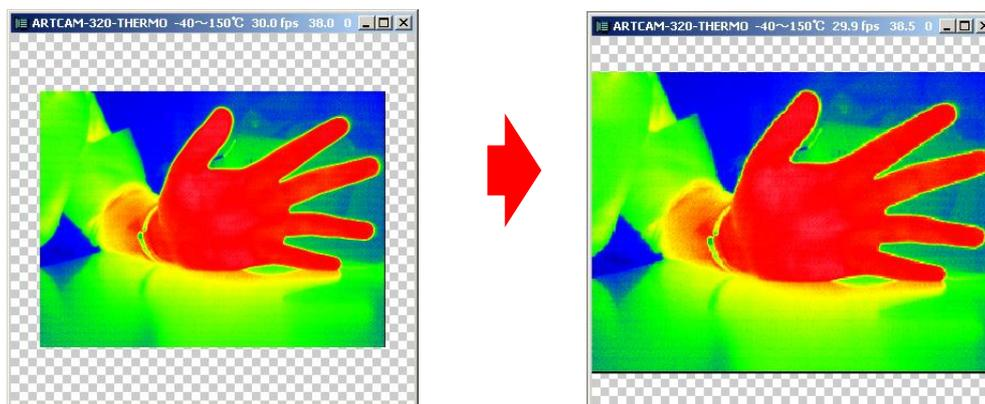 ARTCAM-320-THERMO -40～150℃ 30.0 fps 38.0 0
ARTCAM-320-THERMO -40～150℃ 29.9 fps 38.5 0